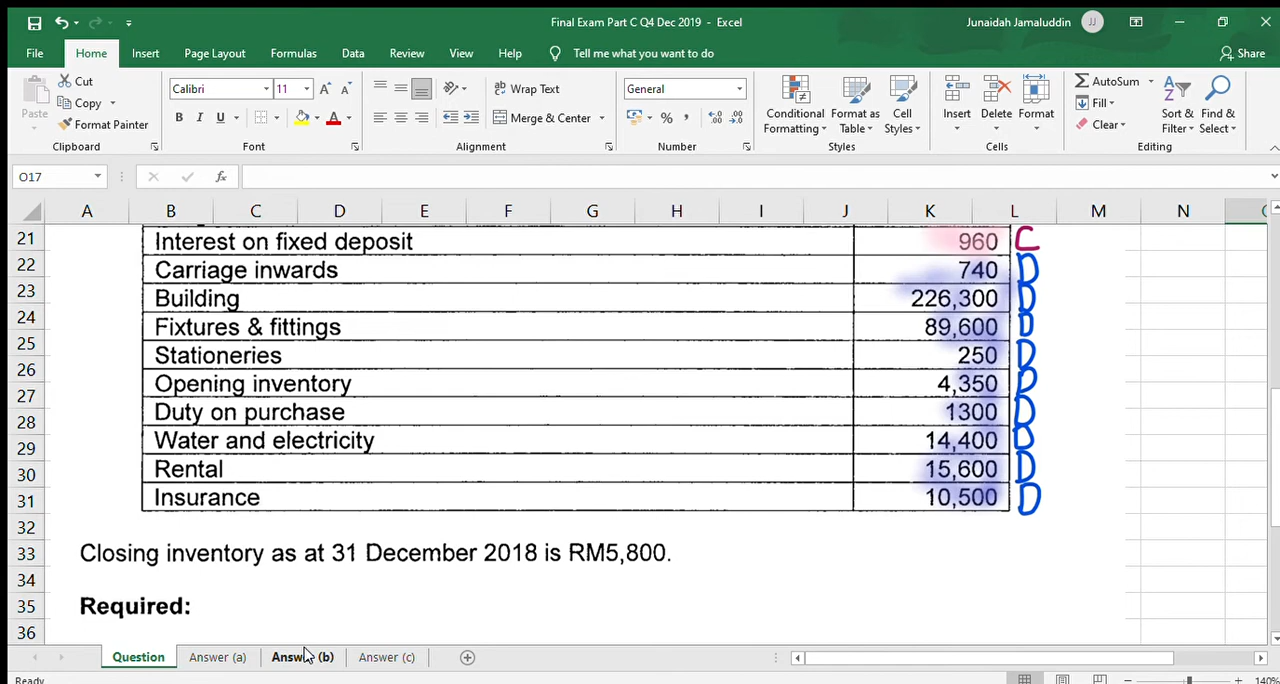 Final Exam Part C Q4 Dec 2019 - Excel
Junaidah Jamaluddin JJ
File Home Insert Page Layout Formulas Data Review View Help Tell me what you want to do Share
Cut
Copy
Format Painter
Paste
Clipboard
Calibri 11
B I U
Font
Wrap Text
Merge & Center
Alignment
General
Number
Conditional Formatting
Format as Table
Cell Styles
Styles
Insert Delete Format
Cells
AutoSum
Fill
Clear
Sort & Filter
Find & Select
Editing
O17 fx
A B C D E F G H I J K L M N
21 Interest on fixed deposit 960 C
22 Carriage inwards 740 D
23 Building 226,300 D
24 Fixtures & fittings 89,600 D
25 Stationeries 250 D
26 Opening inventory 4,350 D
27 Duty on purchase 1300 D
28 Water and electricity 14,400 D
29
30 Rental 15,600 D
31 Insurance 10,500 D
32
33 Closing inventory as at 31 December 2018 is RM5,800.
34
35 Required:
36
Question Answer (a) Answer (b) Answer (c)
Ready 140%